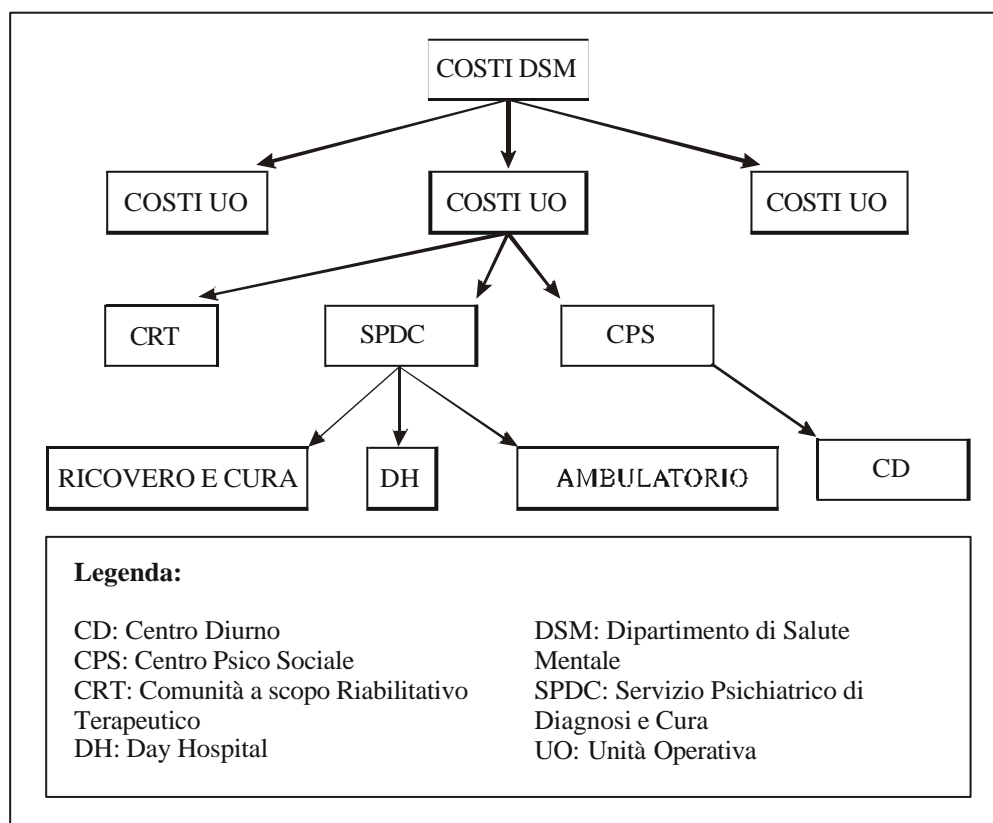 COSTI DSM
COSTI UO
COSTI UO
COSTI UO
CRT
SPDC
CPS
RICOVERO E CURA
DH
AMBULATORIO
CD
Legenda:
CD: Centro Diurno
CPS: Centro Psico Sociale
CRT: Comunità a scopo Riabilitativo
Terapeutico
DH: Day Hospital
DSM: Dipartimento di Salute
Mentale
SPDC: Servizio Psichiatrico di
Diagnosi e Cura
UO: Unità Operativa